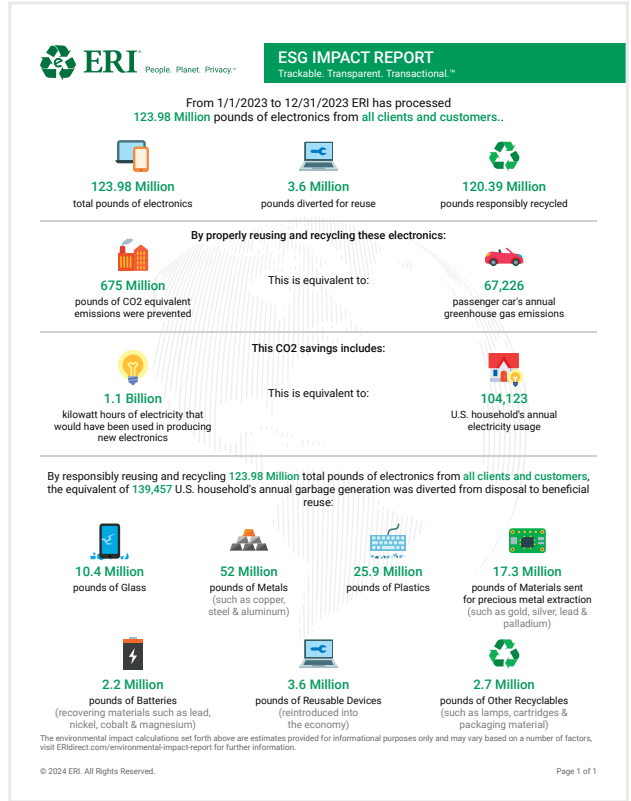 ERI® People. Planet. Privacy.™
ESG IMPACT REPORT
Trackable. Transparent. Transactional.™
From 1/1/2023 to 12/31/2023 ERI has processed
123.98 Million pounds of electronics from all clients and customers..
123.98 Million
total pounds of electronics
3.6 Million
pounds diverted for reuse
120.39 Million
pounds responsibly recycled
By properly reusing and recycling these electronics:
675 Million
pounds of CO2 equivalent
emissions were prevented
This is equivalent to:
67,226
passenger car's annual
greenhouse gas emissions
This CO2 savings includes:
1.1 Billion
kilowatt hours of electricity that
would have been used in producing
new electronics
This is equivalent to:
104,123
U.S. household's annual
electricity usage
By responsibly reusing and recycling 123.98 Million total pounds of electronics from all clients and customers,
the equivalent of 139,457 U.S. household's annual garbage generation was diverted from disposal to beneficial
reuse:
10.4 Million
pounds of Glass
52 Million
pounds of Metals
(such as copper,
steel & aluminum)
25.9 Million
pounds of Plastics
17.3 Million
pounds of Materials sent
for precious metal extraction
(such as gold, silver, lead &
palladium)
2.2 Million
pounds of Batteries
(recovering materials such as lead,
nickel, cobalt & magnesium)
3.6 Million
pounds of Reusable Devices
(reintroduced into
the economy)
2.7 Million
pounds of Other Recyclables
(such as lamps, cartridges &
packaging material)
The environmental impact calculations set forth above are estimates provided for informational purposes only and may vary based on a number of factors,
visit ERIdirect.com/environmental-impact-report for further information.
© 2024 ERI. All Rights Reserved.
Page 1 of 1